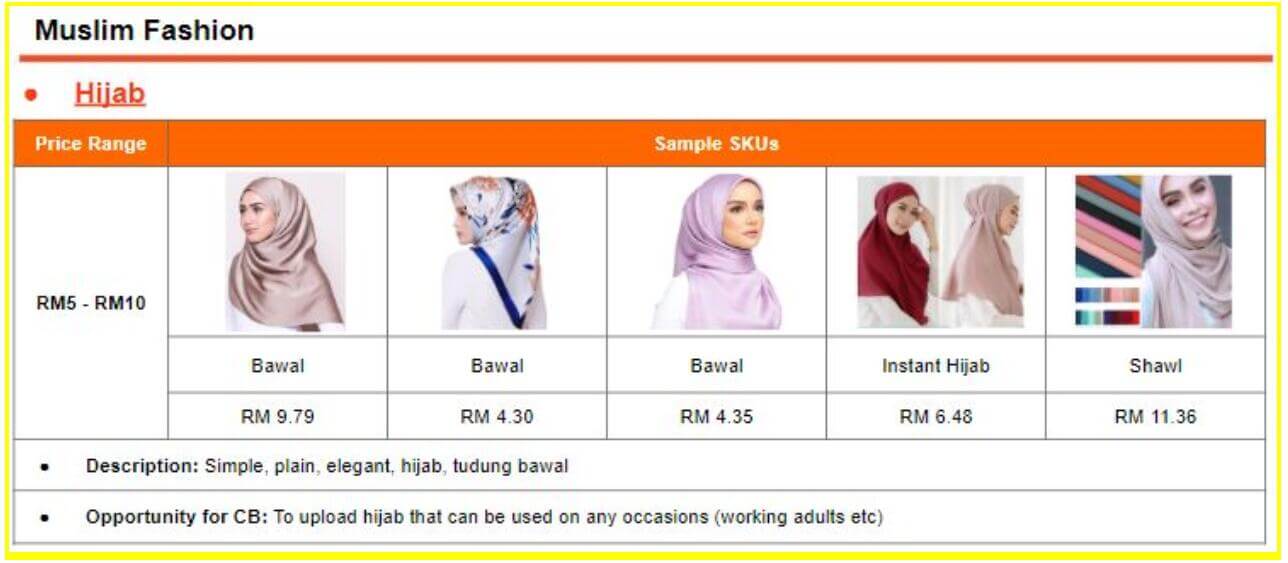 Muslim Fashion
Hijab
Price Range
Sample SKUs
RM5 - RM10
Bawal
Bawal
Bawal
Instant Hijab
Shawl
RM 9.79
RM 4.30
RM 4.35
RM 6.48
RM 11.36
Description: Simple, plain, elegant, hijab, tudung bawal
Opportunity for CB: To upload hijab that can be used on any occasions (working adults etc)